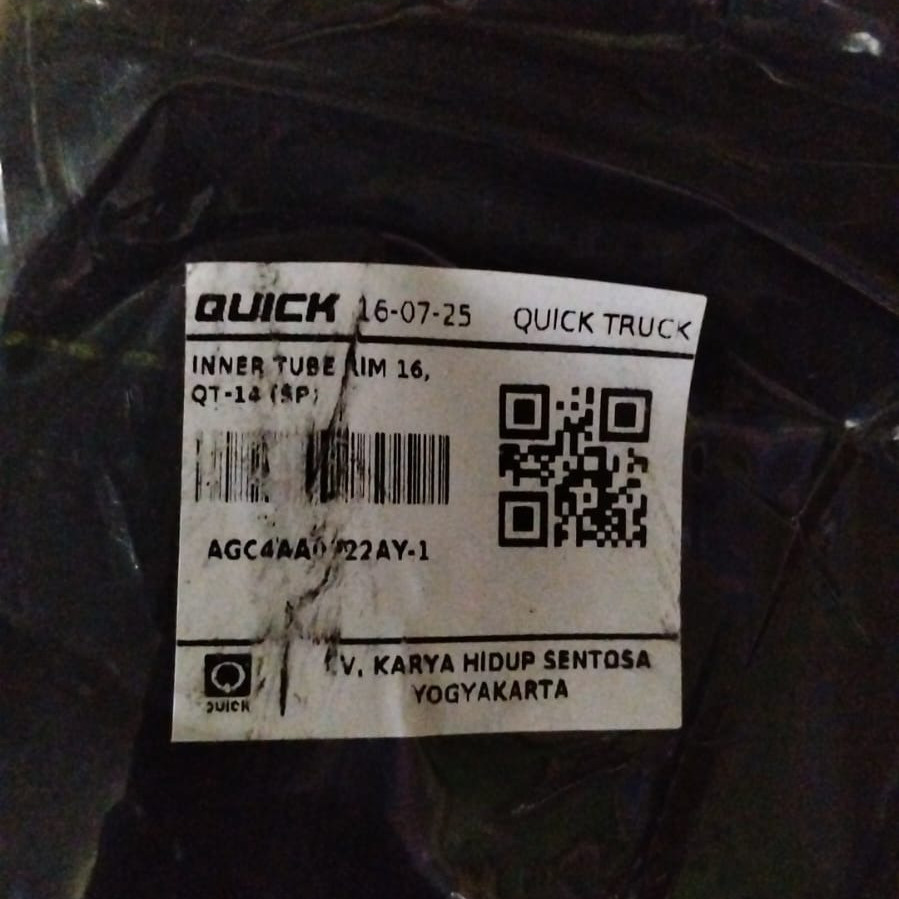 QUICK 16-07-25 QUICK TRUCK
INNER TUBE RIM 16,
QT-14 (SP)
V. KARYA HIDUP SENTOSA
YOGYAKARTA
QUICK